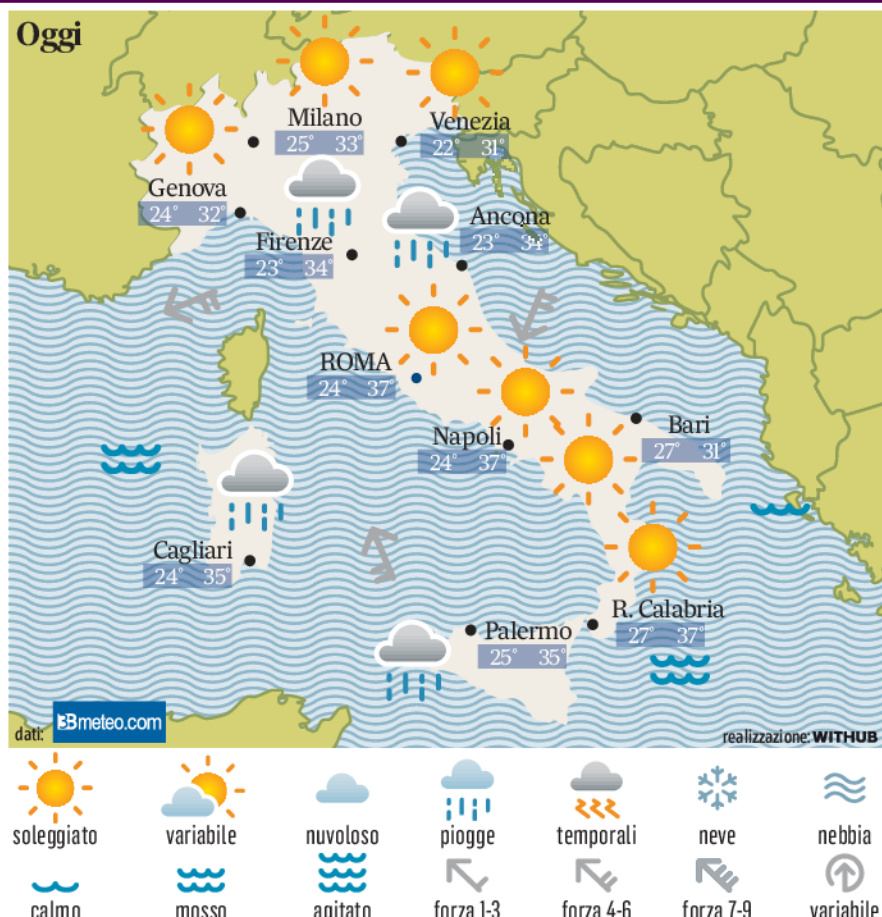 Oggi
Milano
25° 33°
Venezia
22° 31°
Genova
24° 32°
Ancona
23° 34°
Firenze
23° 34°
ROMA
24° 37°
Napoli
24° 37°
Bari
27° 31°
Cagliari
24° 35°
R. Calabria
27° 37°
Palermo
25° 35°
dati: 3Bmeteo.com
realizzazione: WITHUB
soleggiato variabile nuvoloso piogge temporali neve nebbia
calmo mosso agitato forza 1-3 forza 4-6 forza 7-9 variabile